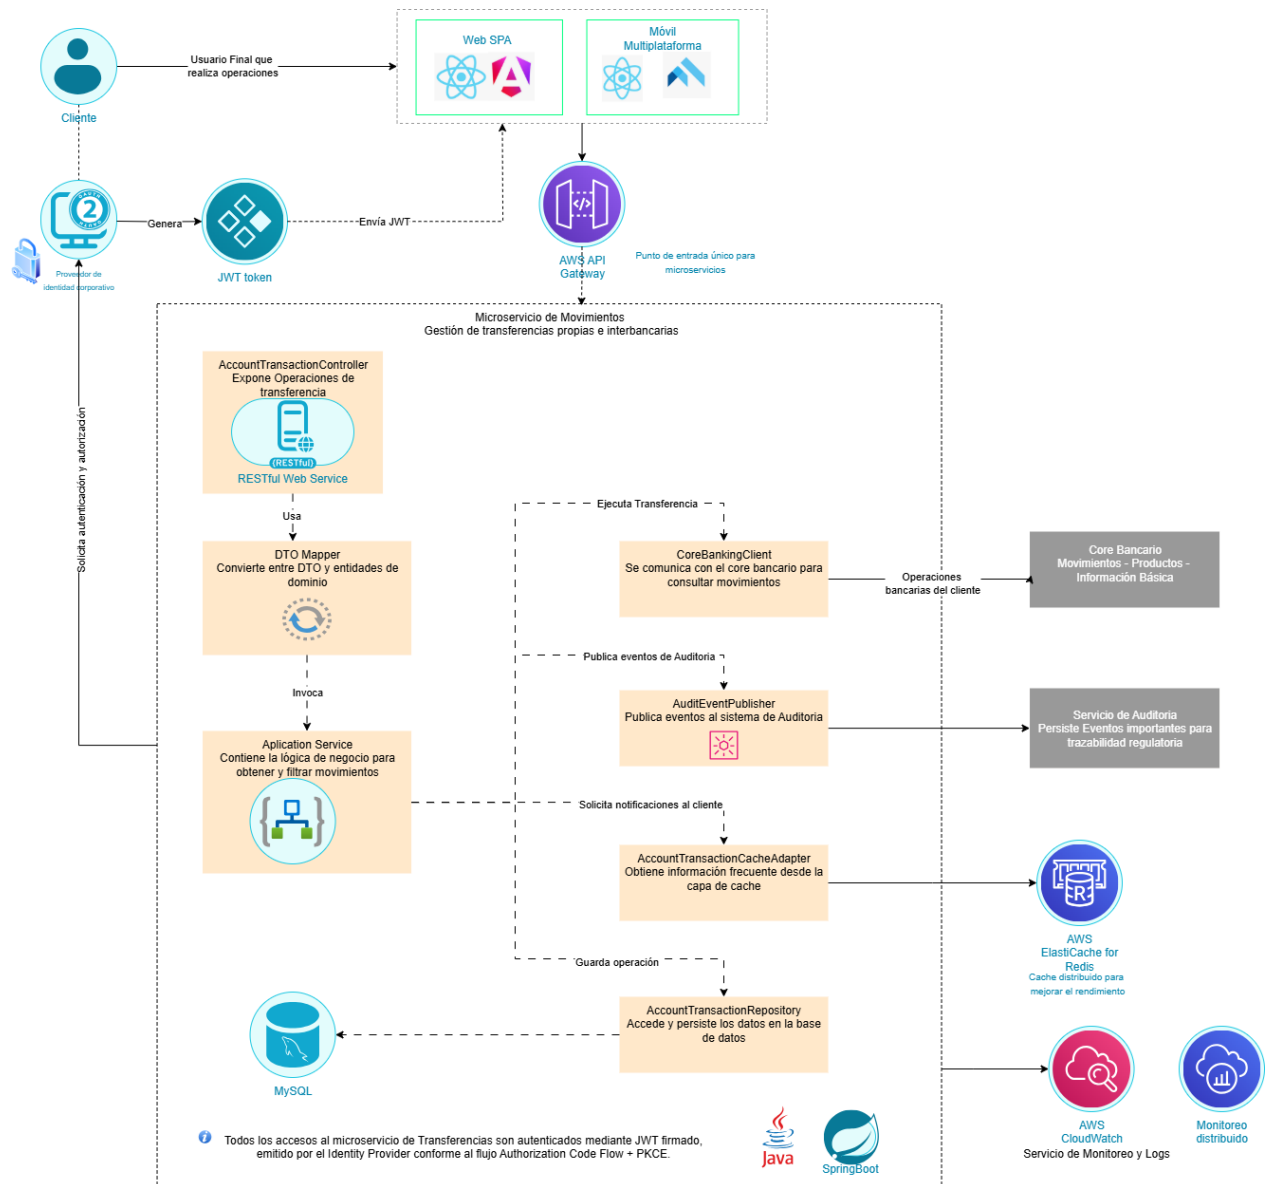 Web SPA
Móvil
Multiplataforma
Usuario Final que
realiza operaciones
Cliente
2
Genera
JWT token
Envía JWT
</>
AWS API
Gateway
Punto de entrada único para
microservicios
Proveedor de
identidad corporativo
Solicita autenticación y autorización
Microservicio de Movimientos
Gestión de transferencias propias e interbancarias
AccountTransactionController
Expone Operaciones de
transferencia
(RESTful)
RESTful Web Service
Usa
DTO Mapper
Convierte entre DTO y entidades de
dominio
Invoca
Aplication Service
Contiene la lógica de negocio para
obtener y filtrar movimientos
Ejecuta Transferencia
CoreBankingClient
Se comunica con el core bancario para
consultar movimientos
Operaciones
bancarias del cliente
Core Bancario
Movimientos - Productos -
Información Básica
Publica eventos de Auditoria
AuditEventPublisher
Publica eventos al sistema de Auditoria
Servicio de Auditoria
Persiste Eventos importantes para
trazabilidad regulatoria
Solicita notificaciones al cliente
AccountTransactionCacheAdapter
Obtiene información frecuente desde la
capa de cache
R
AWS
ElastiCache for
Redis
Cache distribuido para
mejorar el rendimiento
Guarda operación
AccountTransactionRepository
Accede y persiste los datos en la base
de datos
MySQL
AWS
CloudWatch
Servicio de Monitoreo y Logs
Monitoreo
distribuido
Todos los accesos al microservicio de Transferencias son autenticados mediante JWT firmado,
emitido por el Identity Provider conforme al flujo Authorization Code Flow + PKCE.
Java
SpringBoot